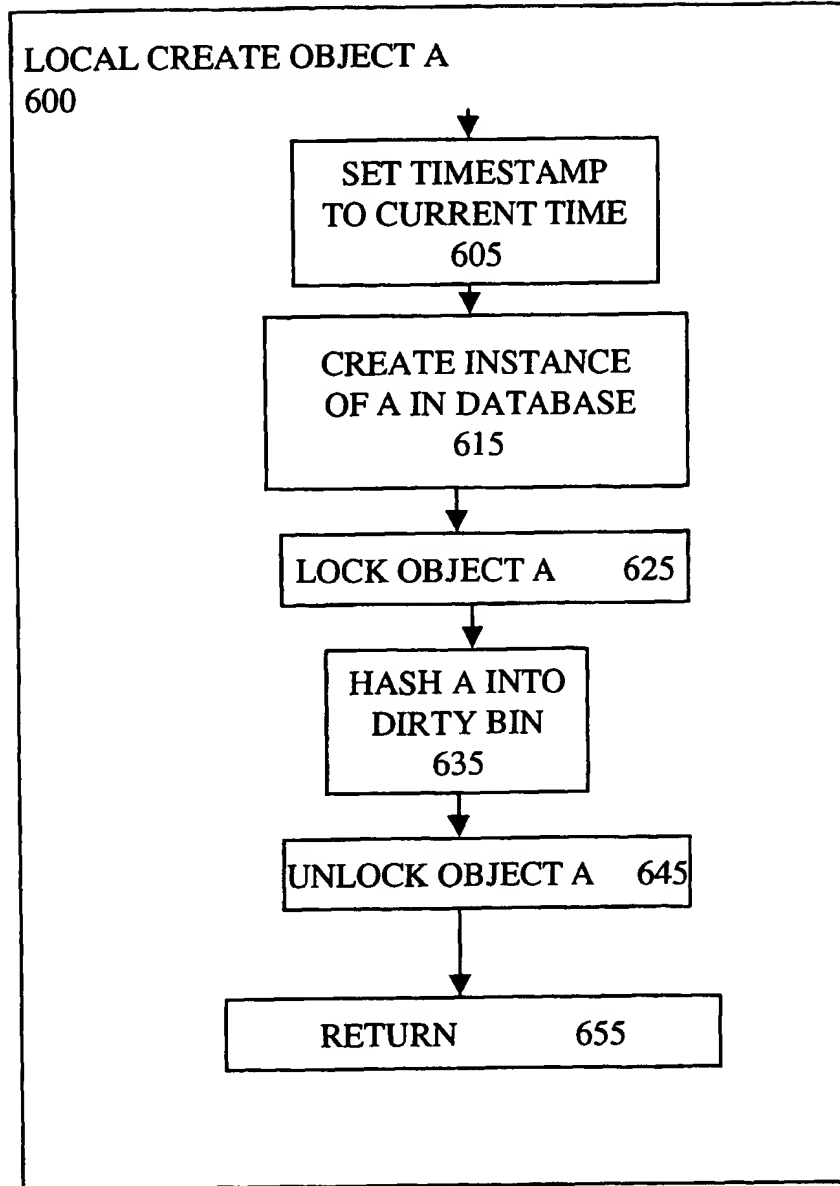 LOCAL CREATE OBJECT A
600
SET TIMESTAMP
TO CURRENT TIME
605
CREATE INSTANCE
OF A IN DATABASE
615
LOCK OBJECT A 625
HASH A INTO
DIRTY BIN
635
UNLOCK OBJECT A 645
RETURN 655